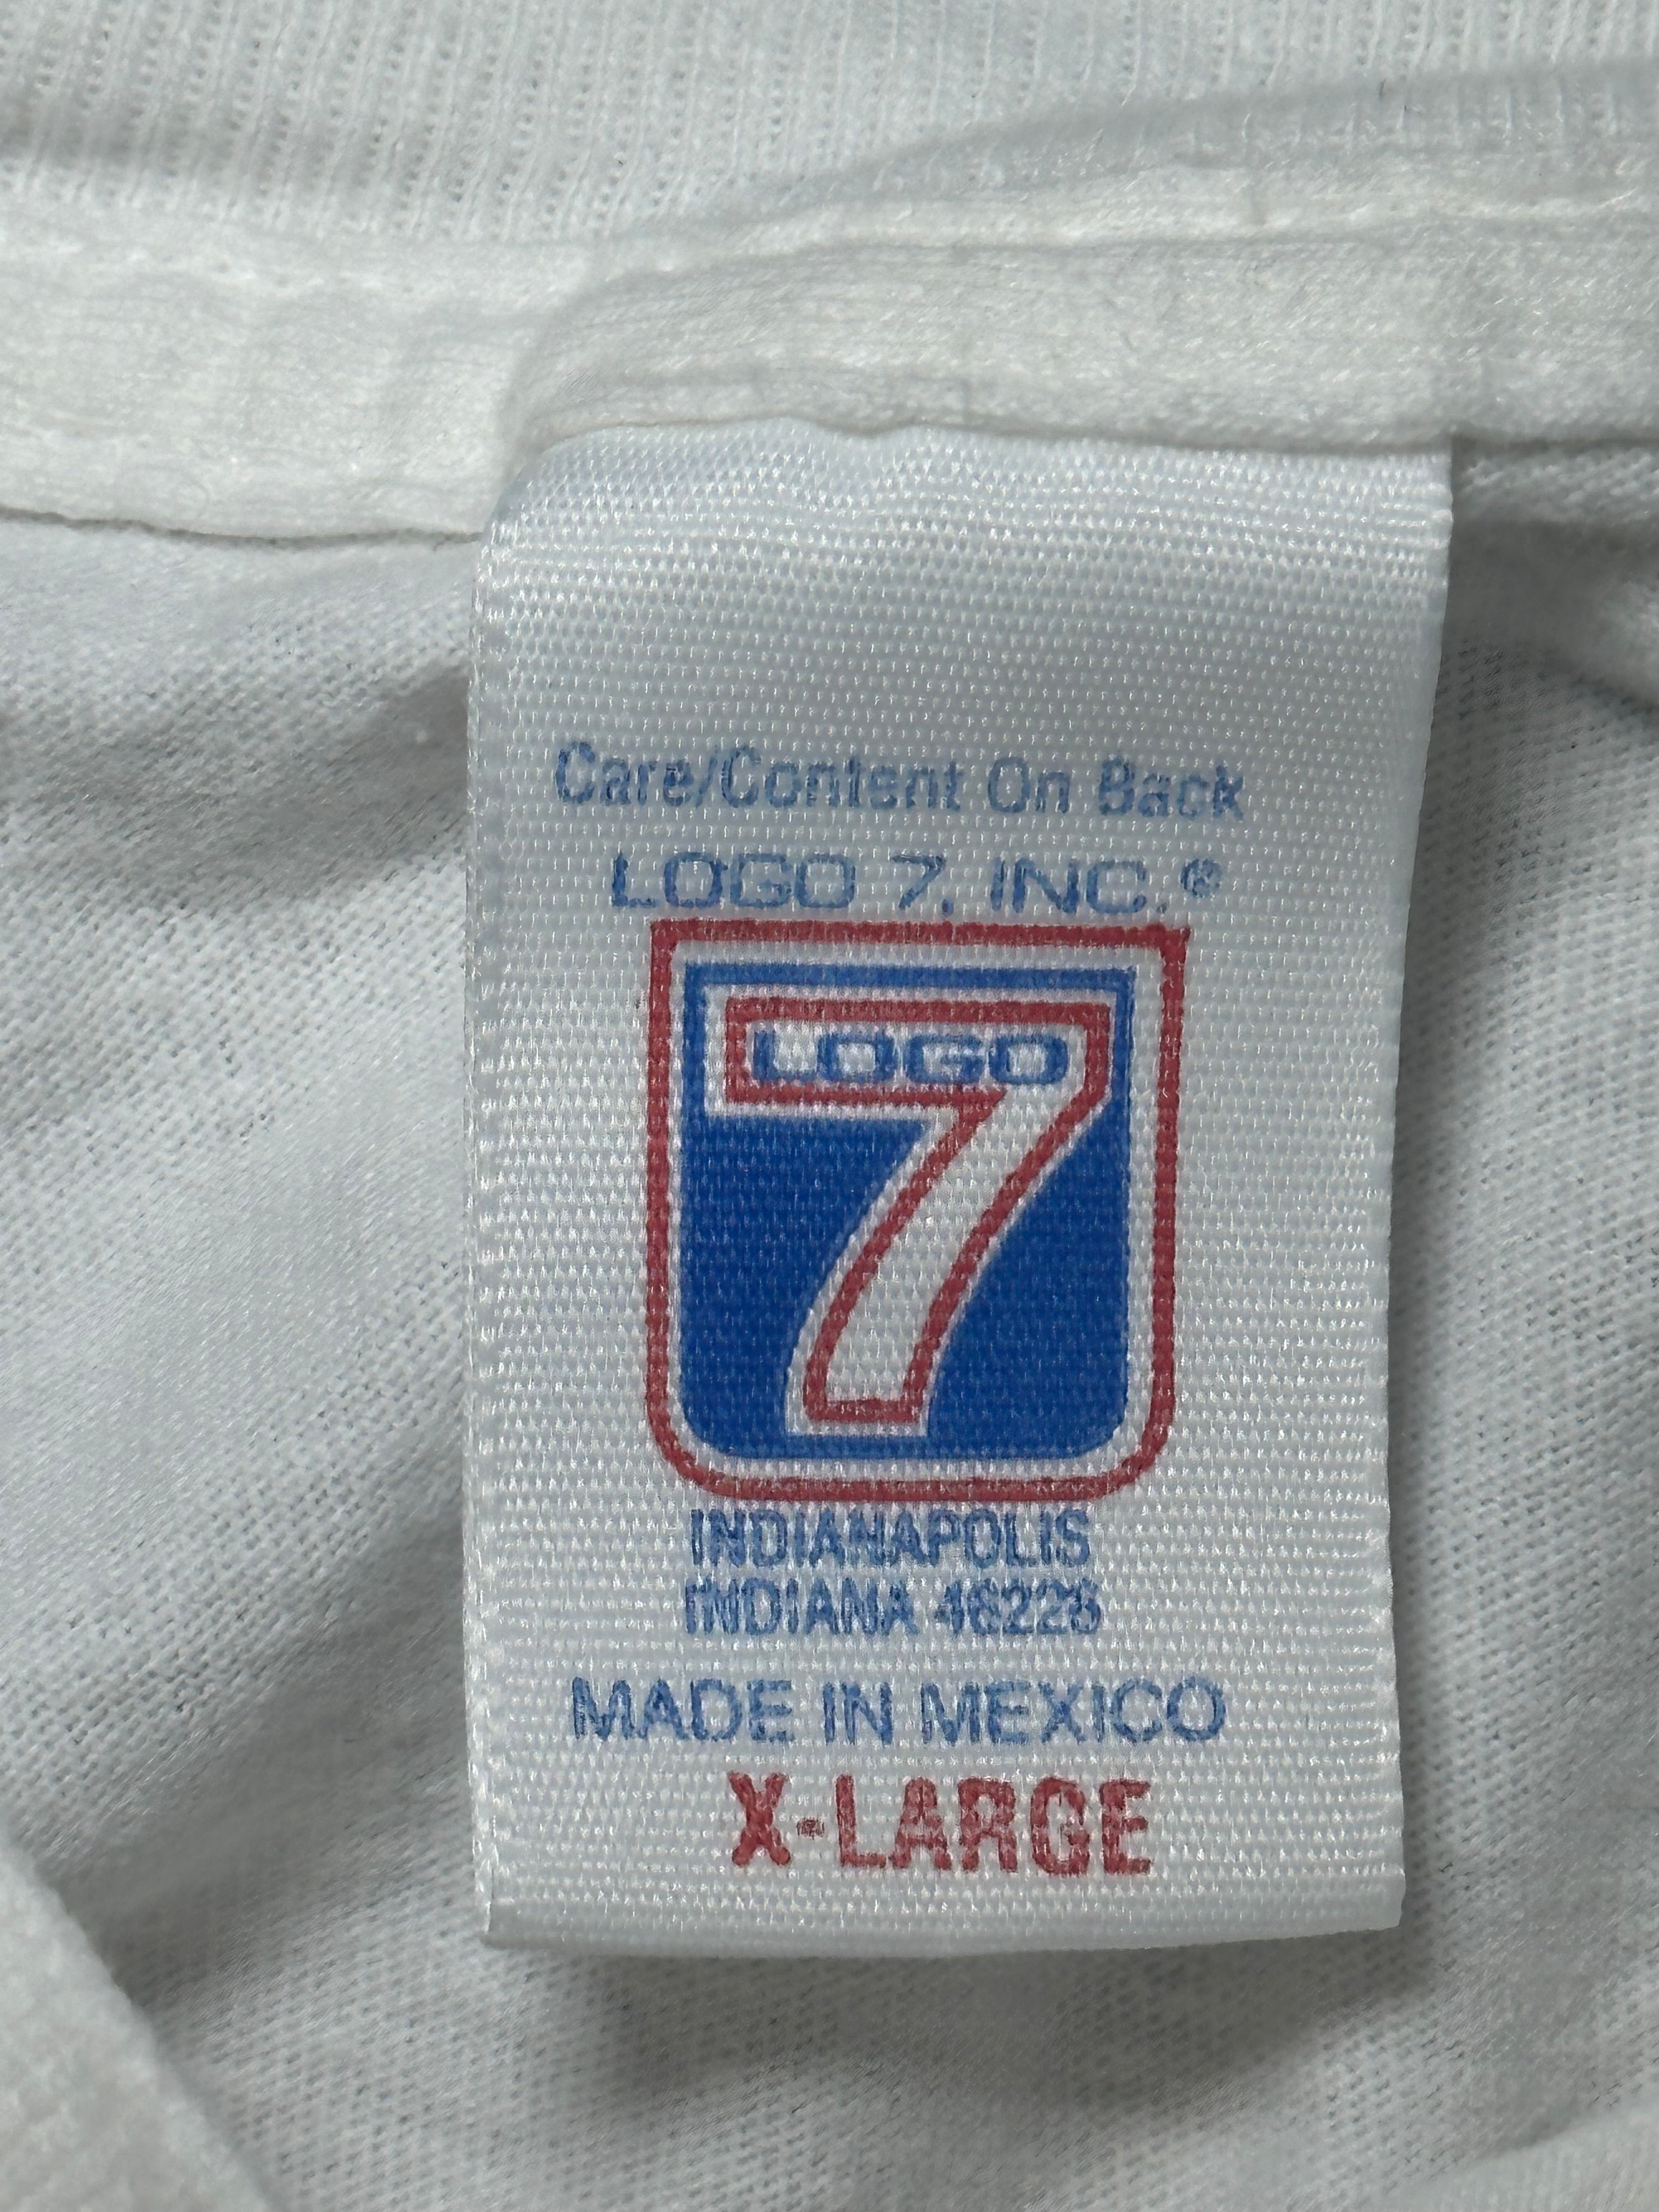 Care/Content On Back
LOGO 7, INC.®
LOGO
7
INDIANAPOLIS
INDIANA 46226
MADE IN MEXICO
X-LARGE